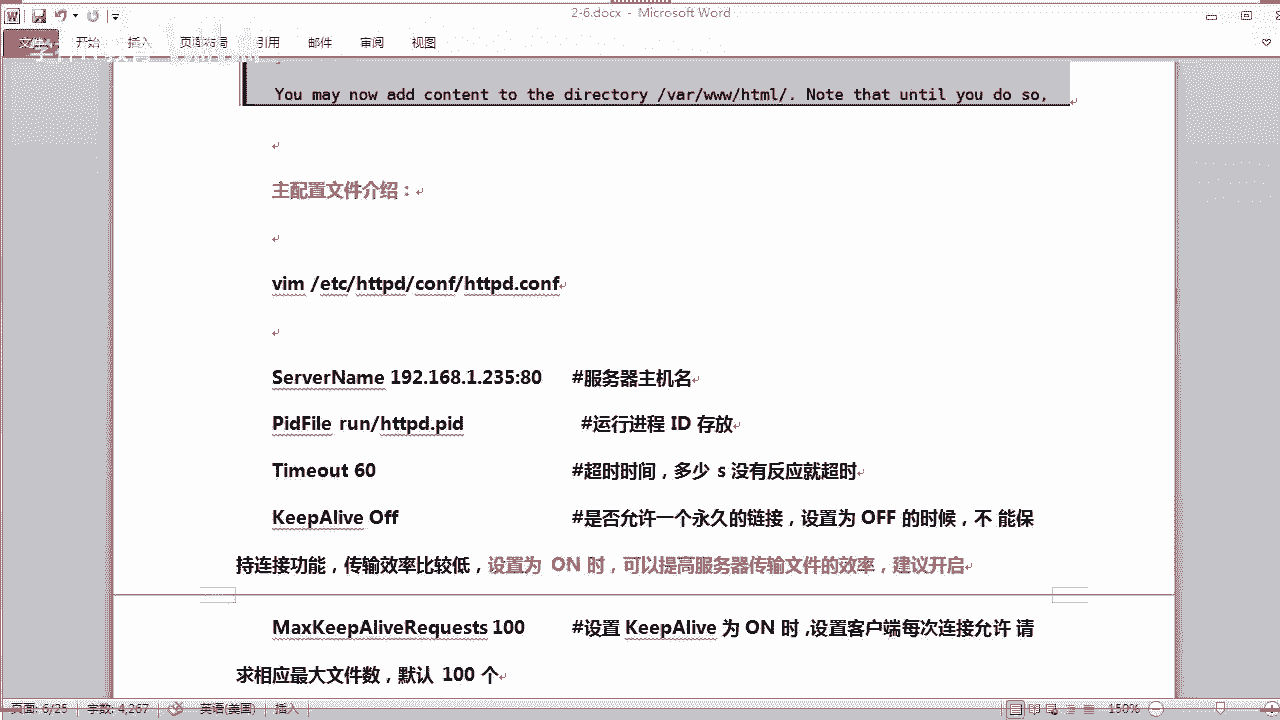 2-6.docx - Microsoft Word
文件 开始 插入 页面布局 引用 邮件 审阅 视图
You may now add content to the directory /var/www/html/. Note that until you do so,
主配置文件介绍：
vim /etc/httpd/conf/httpd.conf
ServerName 192.168.1.235:80 #服务器主机名
PidFile run/httpd.pid #运行进程 ID 存放
Timeout 60 #超时时间，多少 s 没有反应就超时
KeepAlive Off #是否允许一个永久的链接，设置为 OFF 的时候，不 能保
持连接功能，传输效率比较低，设置为 ON 时，可以提高服务器传输文件的效率，建议开启
MaxKeepAliveRequests 100 #设置 KeepAlive 为 ON 时 ,设置客户端每次连接允许 请
求相应最大文件数，默认 100 个
页面: 6/25 字数: 4,267 英语(美国) 插入 150%